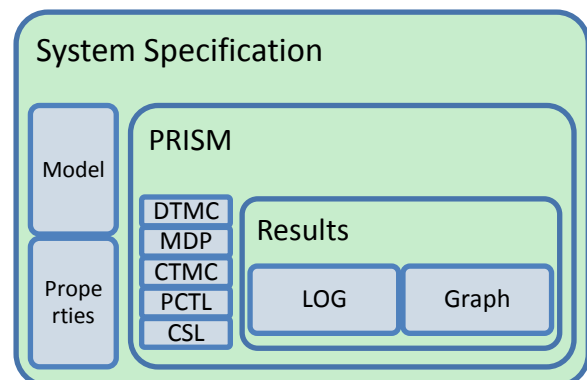 System Specification
Model
Prope
rties
PRISM
DTMC
MDP
CTMC
PCTL
CSL
Results
LOG
Graph